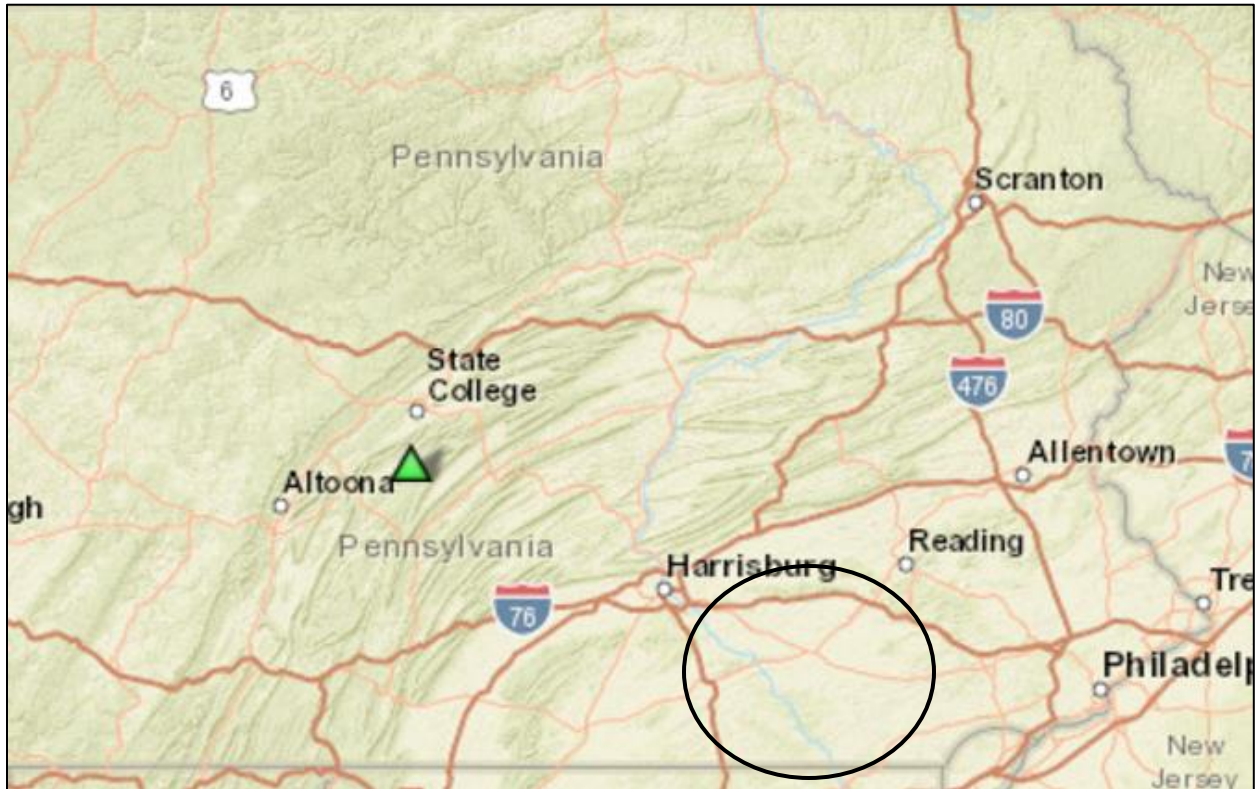 6
Pennsylvania
Scranton
New
Jerse
80
State
College
476
Allentown
7
Altoona
gh
Pennsylvania
Reading
Harrisburg
Tre
76
Philadelp
New
Jersey